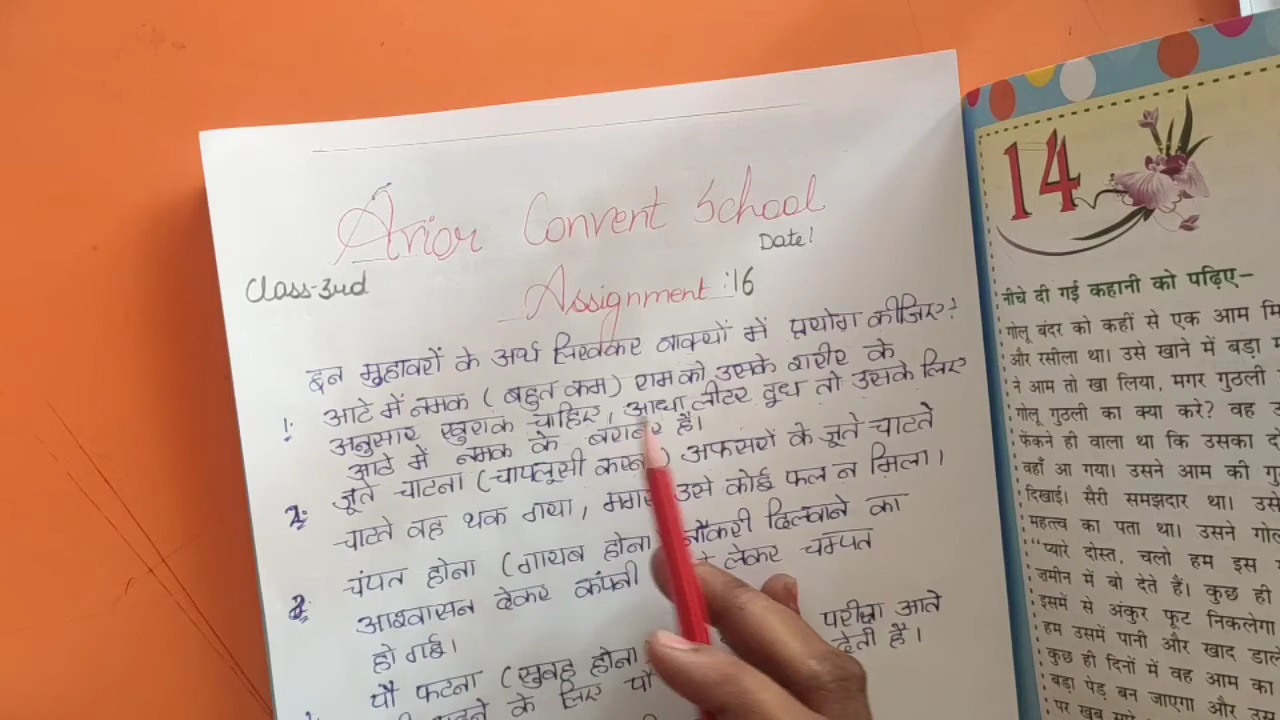 Arior Convent School
Date!
Class-3rd
Assignment :16
इन मुहावरों के अर्थ लिखकर वाक्यों में प्रयोग कीजिए?
1. आटे में नमक ( बहुत कम) राम को उसके शरीर के
अनुसार खुराक चाहिए, आधा लीटर दूध तो उसके लिए
आटे में नमक के बराबर है।
2. जूते चाटना (चापलूसी करना) अफसरों के जूते चाटते
चाटते वह थक गया, मगर उसे कोई फल न मिला।
चंपत होना (गायब होना नौकरी दिलवाने का
आश्वासन देकर कंपनी लेकर चम्पत
हो गई।
पौ फटना (सुबह होना परीक्षा आते
के लिए पौ देती है।
14
नीचे दी गई कहानी को पढ़िए-
गोलू बंदर को कहीं से एक आम
और रसीला था। उसे खाने में बड़ा
ने आम तो खा लिया, मगर गुठली
गोलू गुठली का क्या करे? वह
फेंकने ही वाला था कि उसका
वहाँ आ गया। उसने आम की
दिखाई। सैरी समझदार था।
महत्त्व का पता था। उसने
"प्यारे दोस्त, चलो हम इस
ज़मीन में बो देते हैं। कुछ ही
इसमें से अंकुर फूट निकलेगा
हम उसमें पानी और खाद
कुछ ही दिनों में वह आम का
बड़ा पेड़ बन जाएगा और
पर खूब